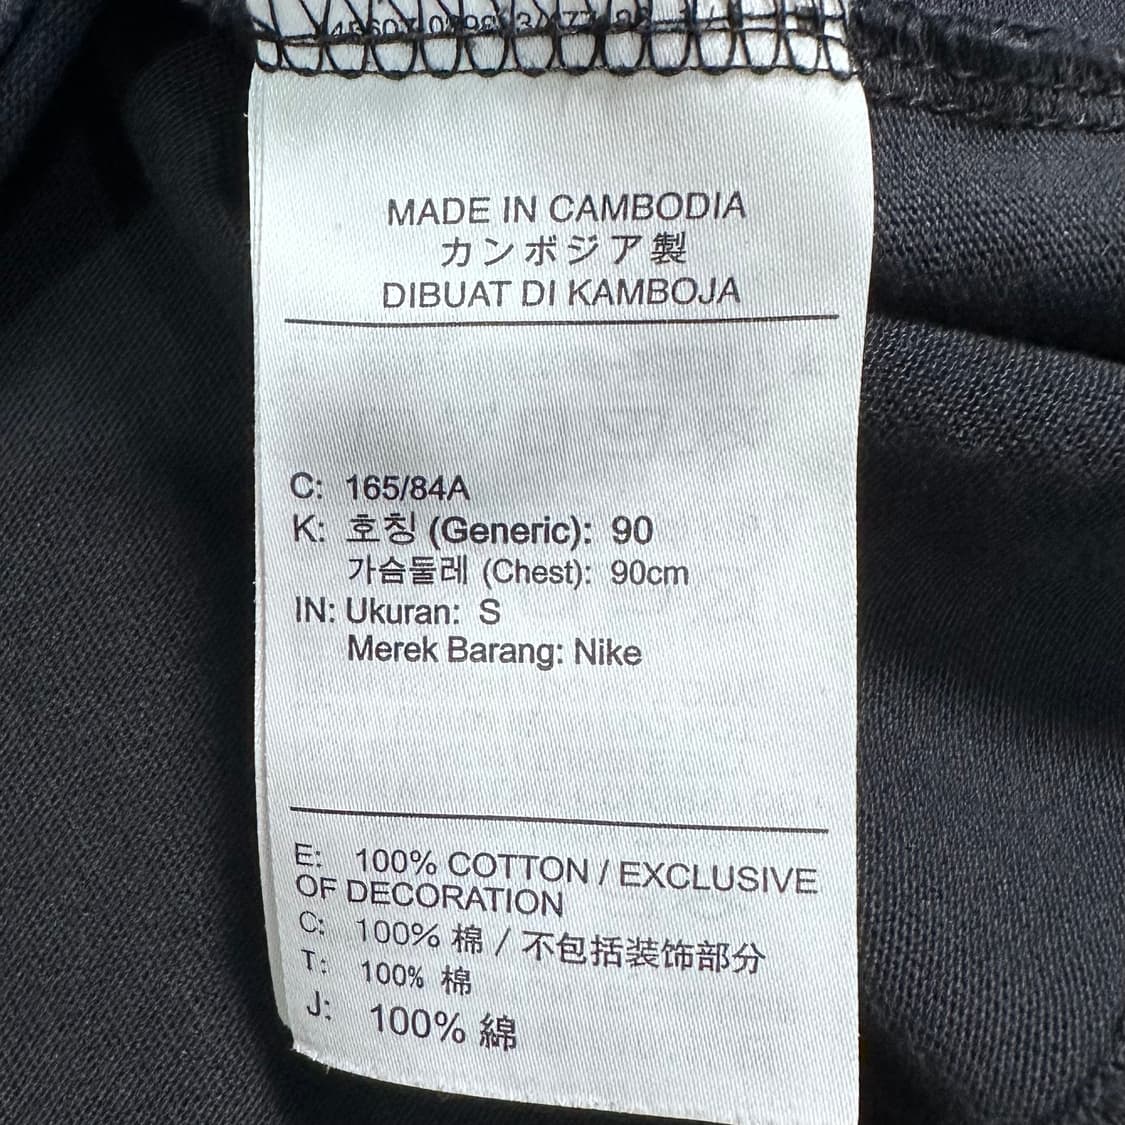 MADE IN CAMBODIA
カンボジア製
DIBUAT DI KAMBOJA
C: 165/84A
K: 호칭 (Generic): 90
가슴둘레 (Chest): 90cm
IN: Ukuran: S
Merek Barang: Nike
E: 100% COTTON / EXCLUSIVE
OF DECORATION
C: 100% 棉 / 不包括装饰部分
T: 100% 棉
J: 100% 綿